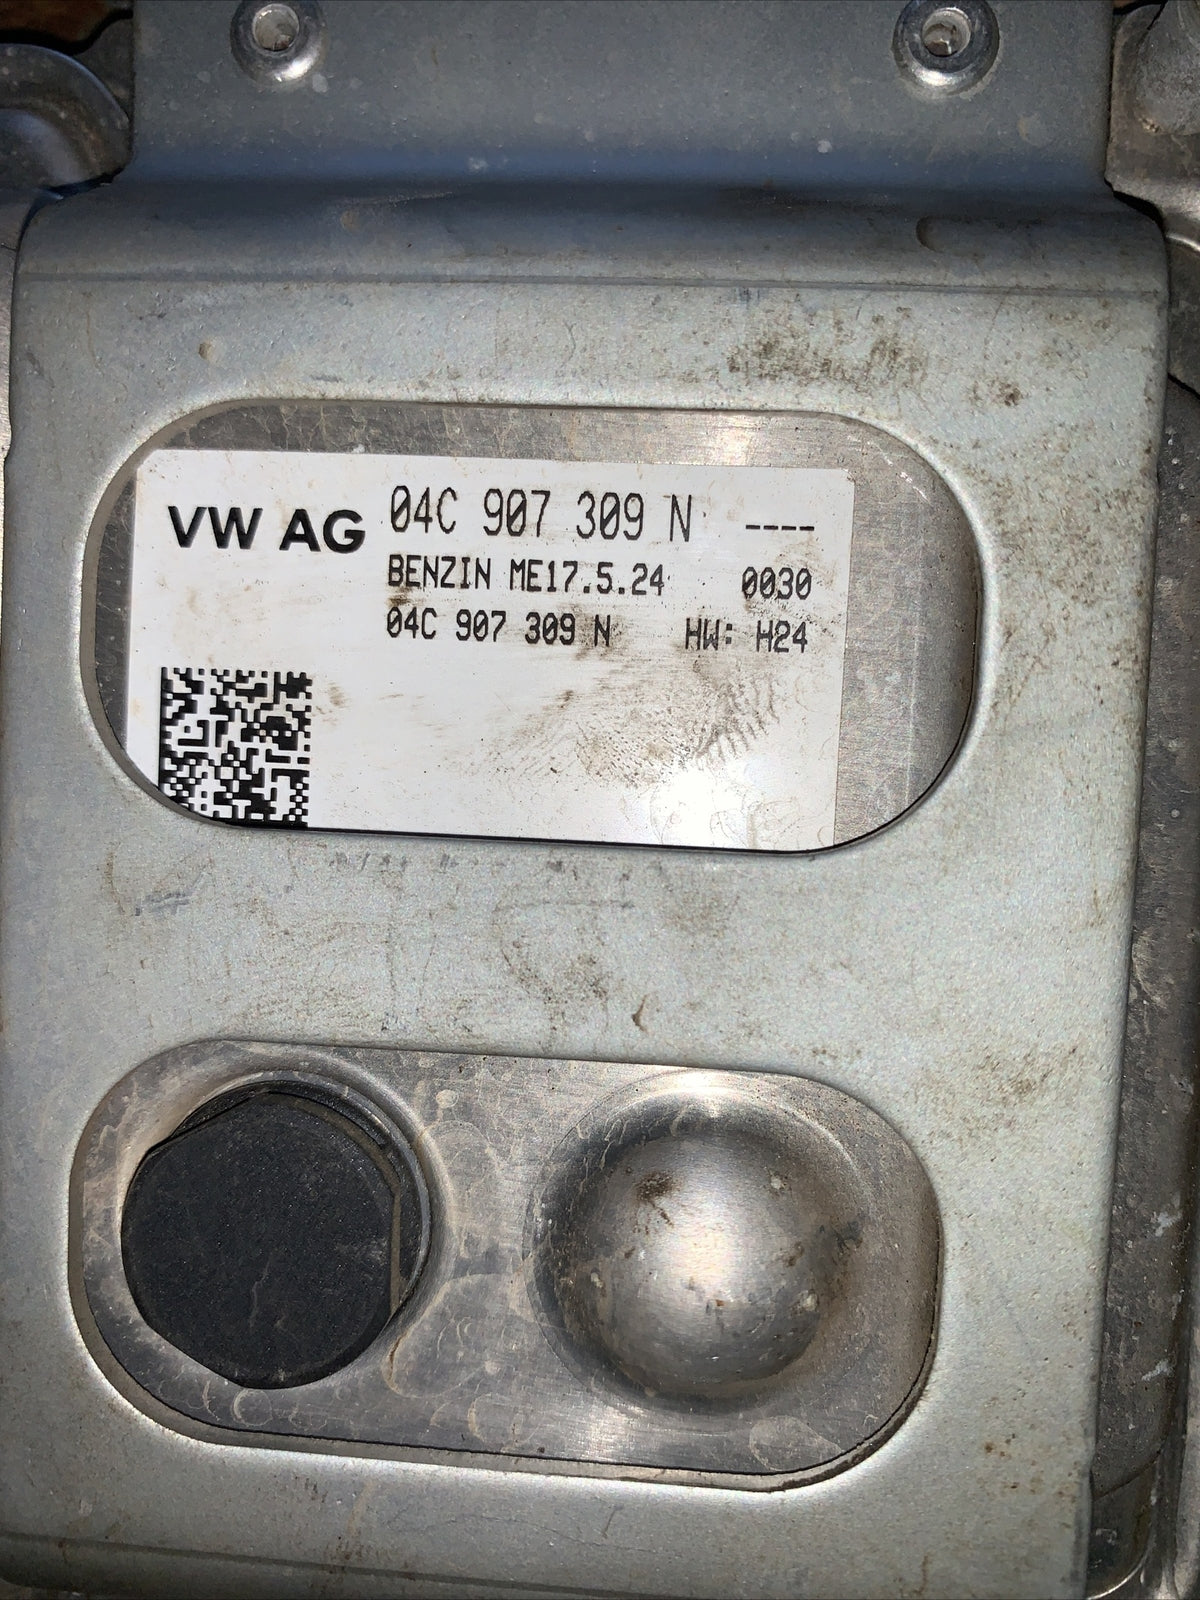 VW AG 04C 907 309 N ----
BENZIN ME17.5.24 0030
04C 907 309 N HW: H24